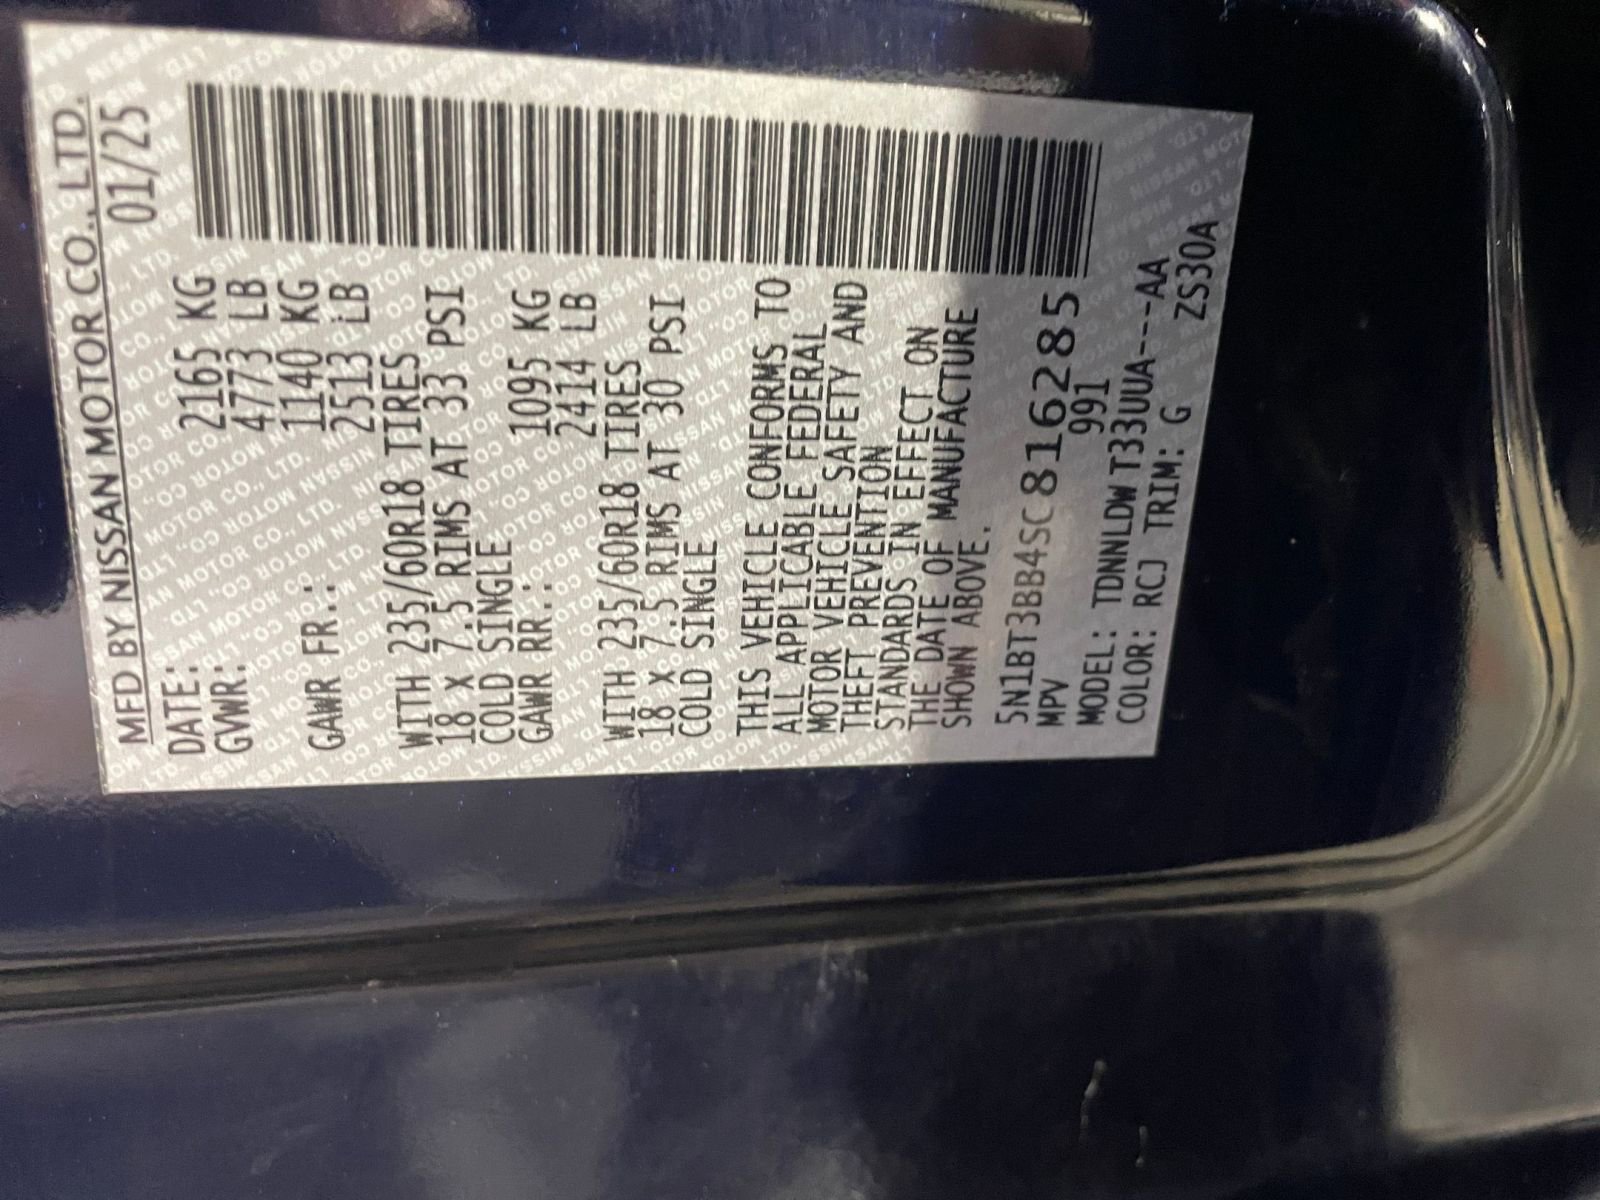 MFD BY NISSAN MOTOR CO., LTD.
DATE: 01/25
GVWR: 2165 KG
4773 LB
GAWR FR.: 1140 KG
2513 LB
WITH 235/60R18 TIRES
18 x 7.5 RIMS AT 33 PSI
COLD SINGLE
GAWR RR.: 1095 KG
2414 LB
WITH 235/60R18 TIRES
18 x 7.5 RIMS AT 30 PSI
COLD SINGLE
THIS VEHICLE CONFORMS TO
ALL APPLICABLE FEDERAL
MOTOR VEHICLE SAFETY AND
THEFT PREVENTION
STANDARDS IN EFFECT ON
THE DATE OF MANUFACTURE
SHOWN ABOVE.
5N1BT3BB4SC816285
MPV 991
MODEL: TDNNLDW T33UUA---AA
COLOR: RCJ TRIM: G ZS30A